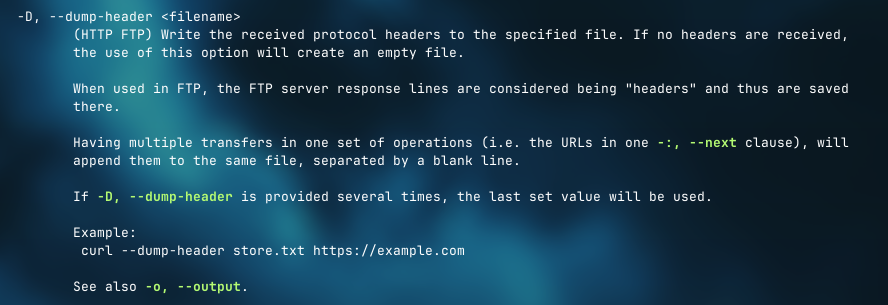 -D, --dump-header <filename>
(HTTP FTP) Write the received protocol headers to the specified file. If no headers are received,
the use of this option will create an empty file.
When used in FTP, the FTP server response lines are considered being "headers" and thus are saved
there.
Having multiple transfers in one set of operations (i.e. the URLs in one -:, --next clause), will
append them to the same file, separated by a blank line.
If -D, --dump-header is provided several times, the last set value will be used.
Example:
curl --dump-header store.txt https://example.com
See also -o, --output.